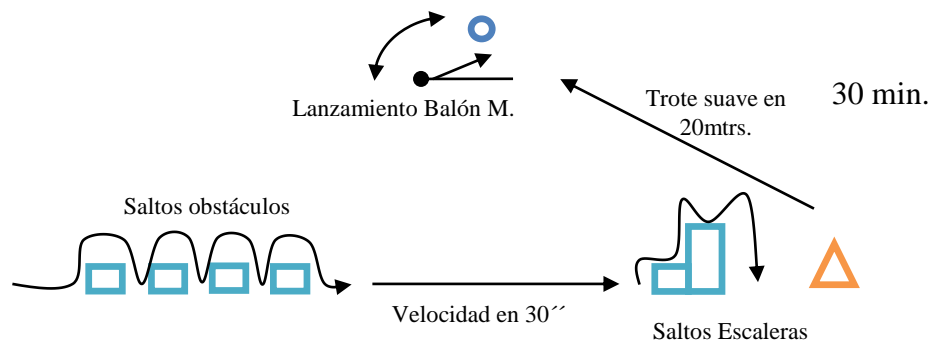 Lanzamiento Balón M.
Trote suave en
20mtrs.
30 min.
Saltos obstáculos
Velocidad en 30´´
Saltos Escaleras